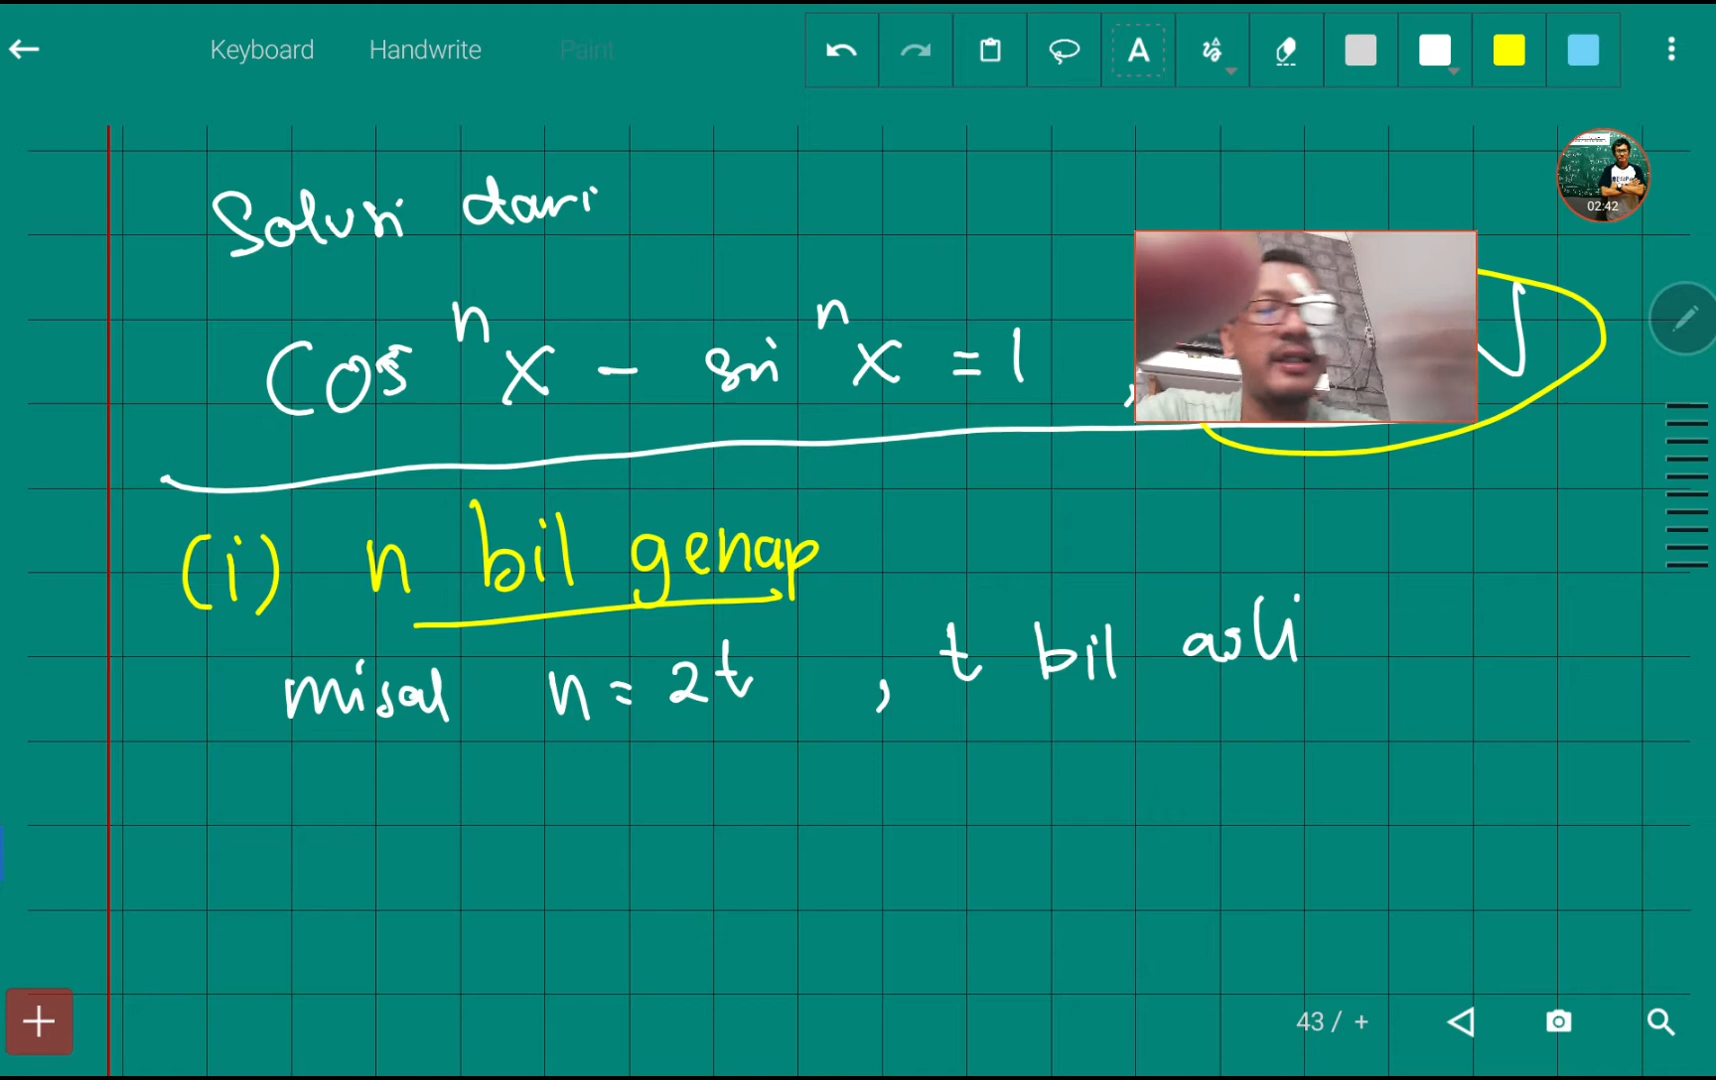 Keyboard Handwrite Paint A
02:42
Solusi dari
Cos^n x - sin^n x = 1 ,
(i) n bil genap
misal n = 2t , t bil asli
43 / +